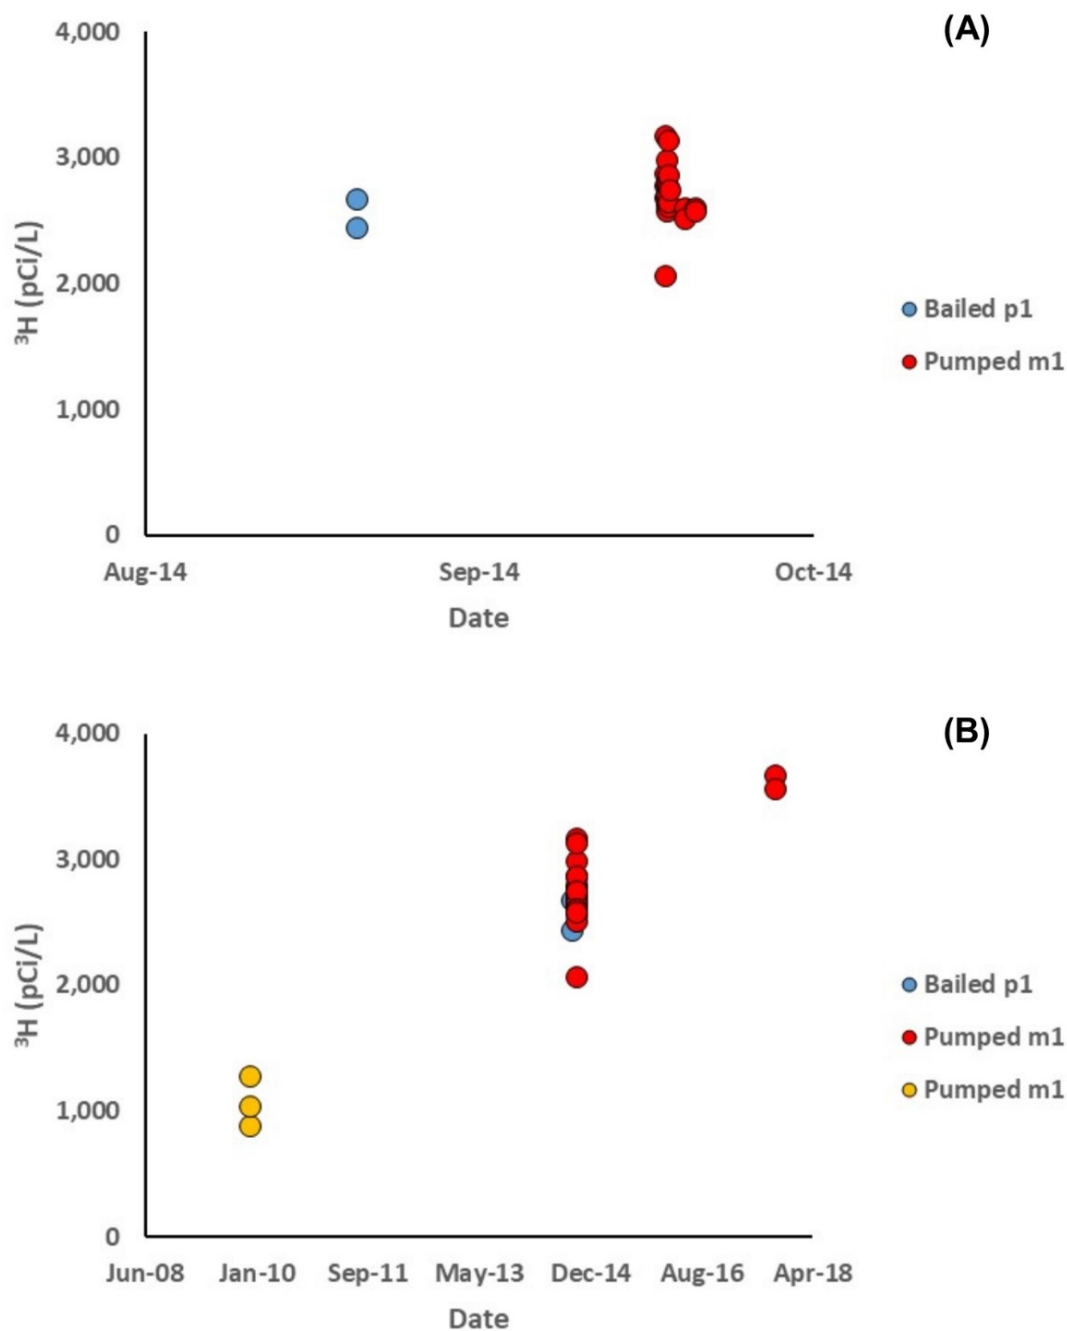 (A)
4,000
3,000
2,000
1,000
0
³H (pCi/L)
Aug-14 Sep-14 Oct-14
Date
Bailed p1
Pumped m1
(B)
4,000
3,000
2,000
1,000
0
³H (pCi/L)
Jun-08 Jan-10 Sep-11 May-13 Dec-14 Aug-16 Apr-18
Date
Bailed p1
Pumped m1
Pumped m1